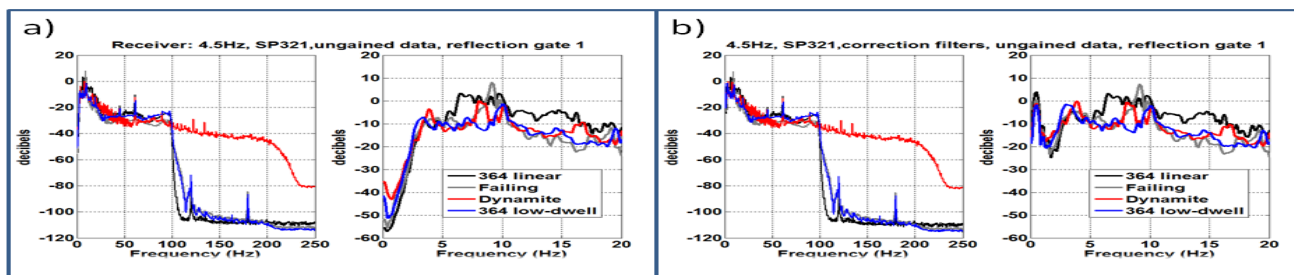 a)
Receiver: 4.5Hz, SP321,ungained data, reflection gate 1
decibels
20
0
-20
-40
-60
-80
-100
-120
0 50 100 150 200 250
Frequency (Hz)
decibels
20
10
0
-10
-20
-30
-40
-50
-60
0 5 10 15 20
Frequency (Hz)
364 linear
Failing
Dynamite
364 low-dwell
b)
4.5Hz, SP321,correction filters, ungained data, reflection gate 1
decibels
20
0
-20
-40
-60
-80
-100
-120
0 50 100 150 200 250
Frequency (Hz)
decibels
20
10
0
-10
-20
-30
-40
-50
-60
0 5 10 15 20
Frequency (Hz)
364 linear
Failing
Dynamite
364 low-dwell